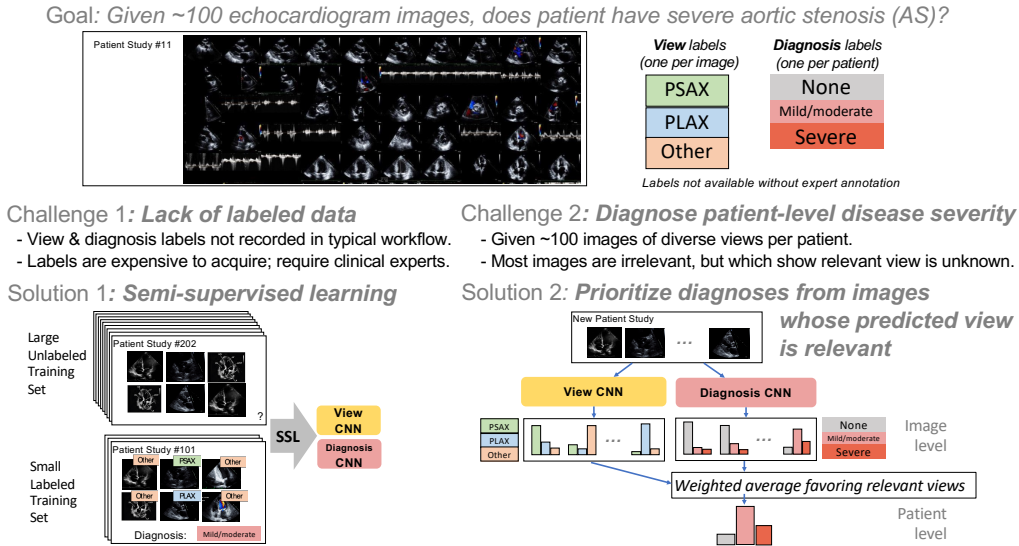 Goal: Given ~100 echocardiogram images, does patient have severe aortic stenosis (AS)?
Patient Study #11
View labels
(one per image)
PSAX
PLAX
Other
Diagnosis labels
(one per patient)
None
Mild/moderate
Severe
Labels not available without expert annotation
Challenge 1: Lack of labeled data
- View & diagnosis labels not recorded in typical workflow.
- Labels are expensive to acquire; require clinical experts.
Challenge 2: Diagnose patient-level disease severity
- Given ~100 images of diverse views per patient.
- Most images are irrelevant, but which show relevant view is unknown.
Solution 1: Semi-supervised learning
Large
Unlabeled
Training
Set
Patient Study #202
?
Small
Labeled
Training
Set
Patient Study #101
Other
PSAX
Other
Other
PLAX
Other
Diagnosis:
Mild/moderate
SSL
View
CNN
Diagnosis
CNN
Solution 2: Prioritize diagnoses from images
whose predicted view
is relevant
New Patient Study
...
View CNN
Diagnosis CNN
PSAX
PLAX
Other
...
...
None
Mild/moderate
Severe
Image
level
Weighted average favoring relevant views
Patient
level